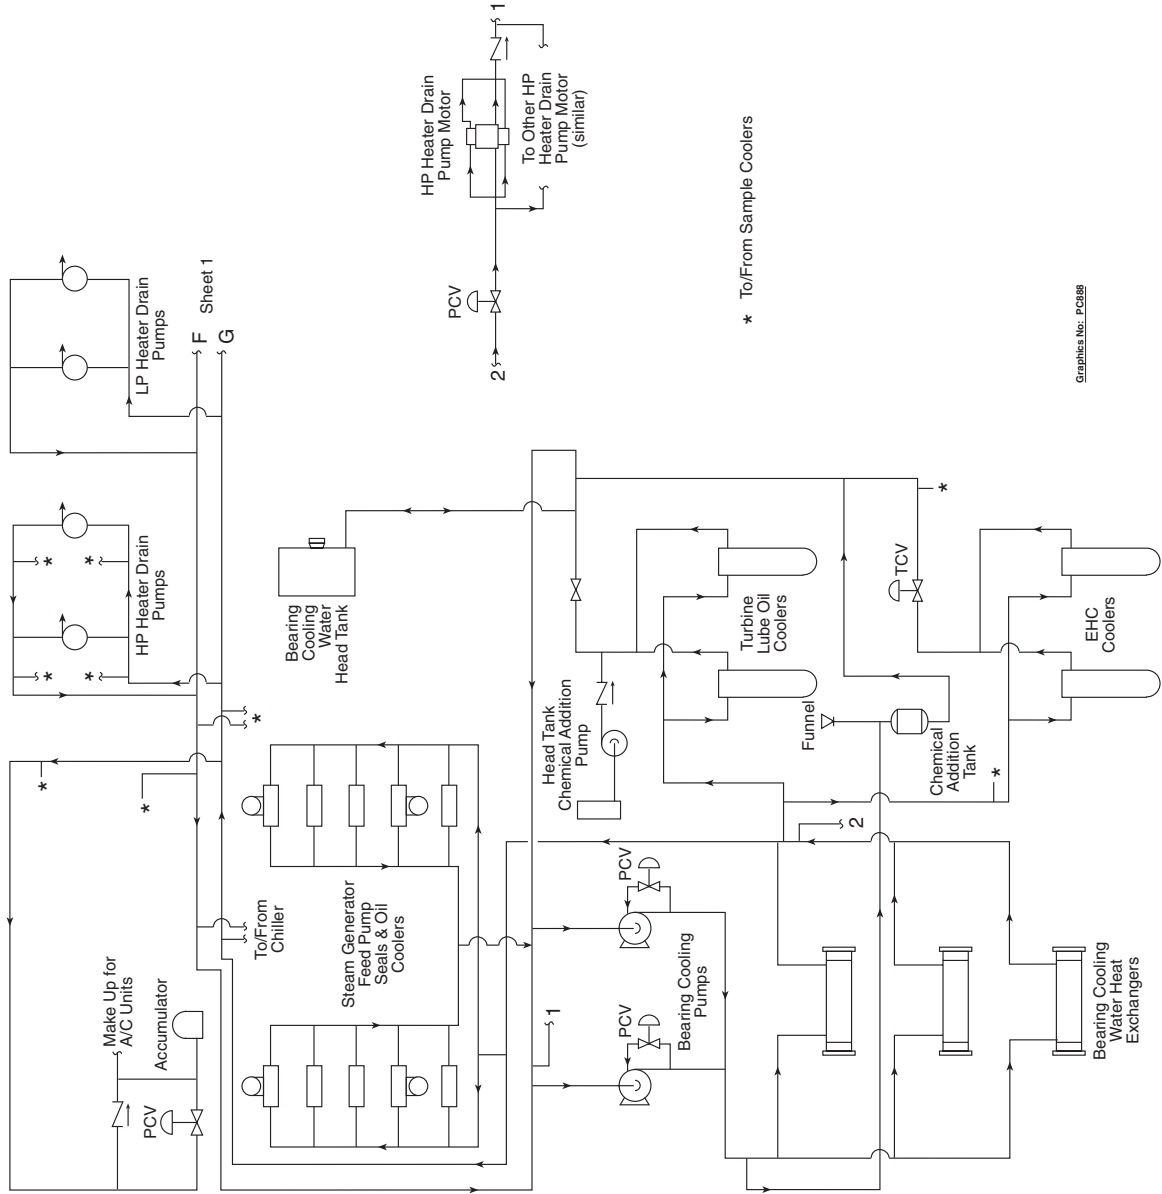 1
HP Heater Drain
Pump Motor
To Other HP
Heater Drain
Pump Motor
(similar)
PCV
2
* To/From Sample Coolers
Graphics No: PC888
LP Heater Drain
Pumps
F
Sheet 1
G
HP Heater Drain
Pumps
*
*
*
*
*
*
*
Bearing
Cooling
Water
Head Tank
Make Up for
A/C Units
Accumulator
PCV
To/From
Chiller
Steam Generator
Feed Pump
Seals & Oil
Coolers
Head Tank
Chemical Addition
Pump
Turbine
Lube Oil
Coolers
Funnel
Chemical
Addition
Tank
TCV
*
EHC
Coolers
*
2
1
PCV
PCV
Bearing Cooling
Pumps
Bearing Cooling
Water Heat
Exchangers